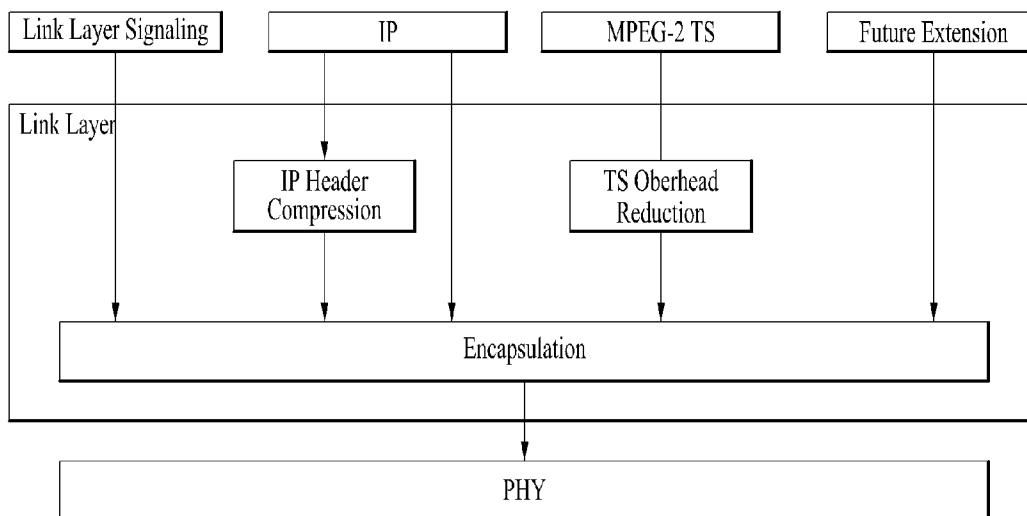 Link Layer Signaling
IP
MPEG-2 TS
Future Extension
Link Layer
IP Header
Compression
TS Oberhead
Reduction
Encapsulation
PHY